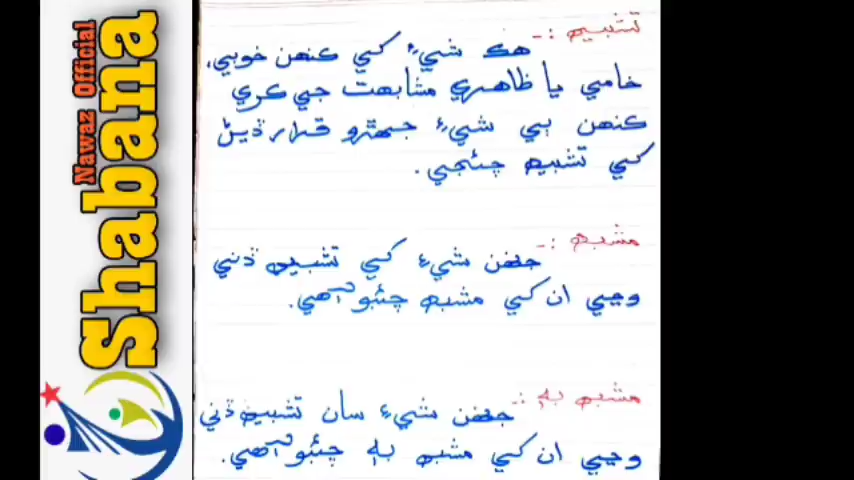 تشبيهه :-
هڪ شيءِ کي ڪنهن خوبي،
خامي يا ظاهري مشابهت جي ڪري
ڪنهن ٻي شيءِ جهڙو قرار ڏيڻ
کي تشبيهه چئجي.
مشبهه :-
جنهن شيءِ کي تشبيهه ڏني
وڃي ان کي مشبهه چئبو آهي.
مشبهه بهٖ :-
جنهن شيءِ سان تشبيهه ڏني
وڃي ان کي مشبهه بهٖ چئبو آهي.
Shabana
Nawaz Official